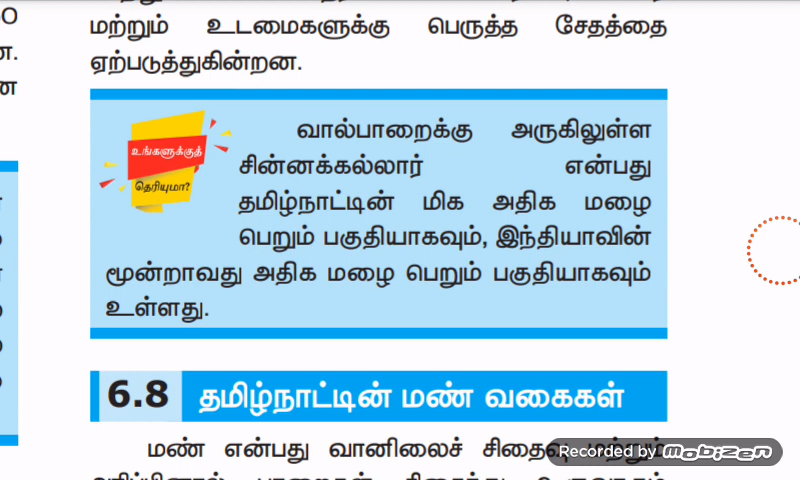 மற்றும் உடமைகளுக்கு பெருத்த சேதத்தை
ஏற்படுத்துகின்றன.
உங்களுக்குத்
தெரியுமா?
வால்பாறைக்கு அருகிலுள்ள
சின்னக்கல்லார் என்பது
தமிழ்நாட்டின் மிக அதிக மழை
பெறும் பகுதியாகவும், இந்தியாவின்
மூன்றாவது அதிக மழை பெறும் பகுதியாகவும்
உள்ளது.
6.8 தமிழ்நாட்டின் மண் வகைகள்
மண் என்பது வானிலைச் சிதைவு மற்றும்
Recorded by mobizen